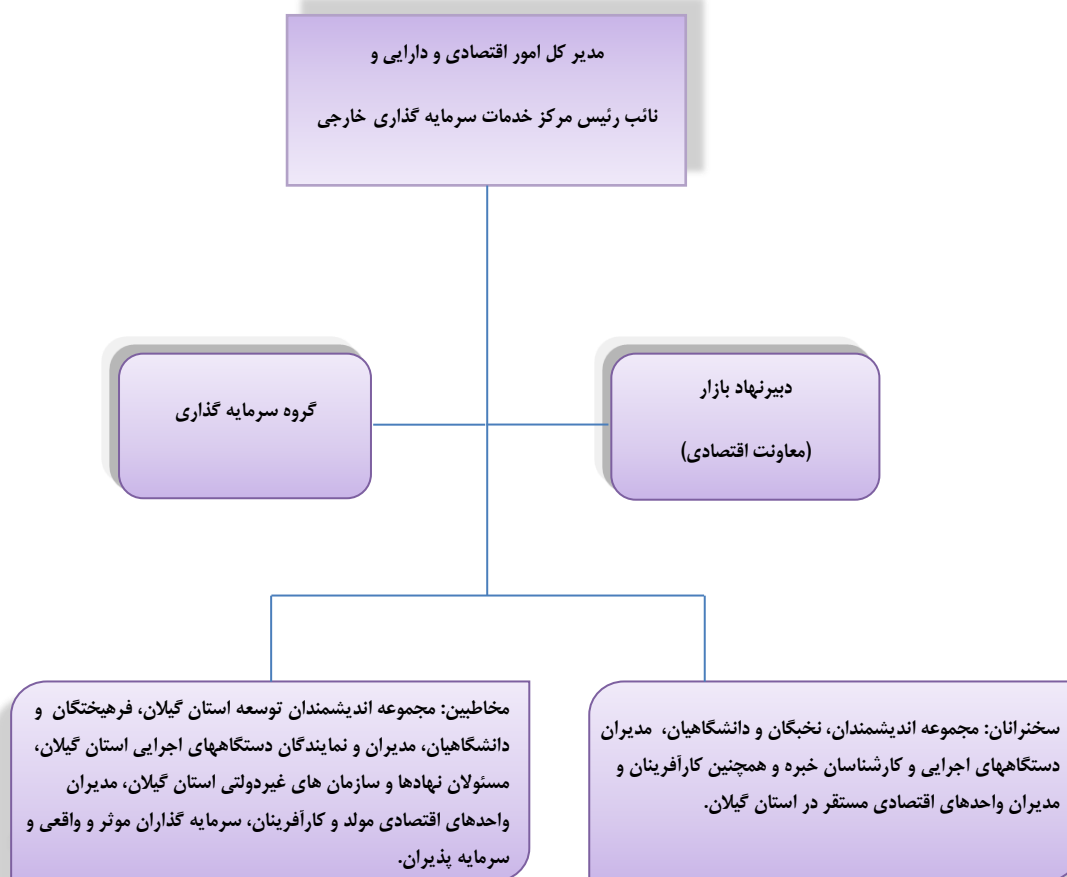 مدیر کل امور اقتصادی و دارایی و
نائب رئیس مرکز خدمات سرمایه گذاری خارجی
دبیرنهاد بازار
(معاونت اقتصادی)
گروه سرمایه گذاری
سخنرانان: مجموعه اندیشمندان، نخبگان و دانشگاهیان، مدیران
دستگاههای اجرایی و کارشناسان خبره و همچنین کارآفرینان و
مدیران واحدهای اقتصادی مستقر در استان گیلان.
مخاطبین: مجموعه اندیشمندان توسعه استان گیلان، فرهیختگان و
دانشگاهیان، مدیران و نمایندگان دستگاههای اجرایی استان گیلان،
مسئولان نهادها و سازمان های غیردولتی استان گیلان، مدیران
واحدهای اقتصادی مولد و کارآفرینان، سرمایه گذاران موثر و واقعی و
سرمایه پذیران.